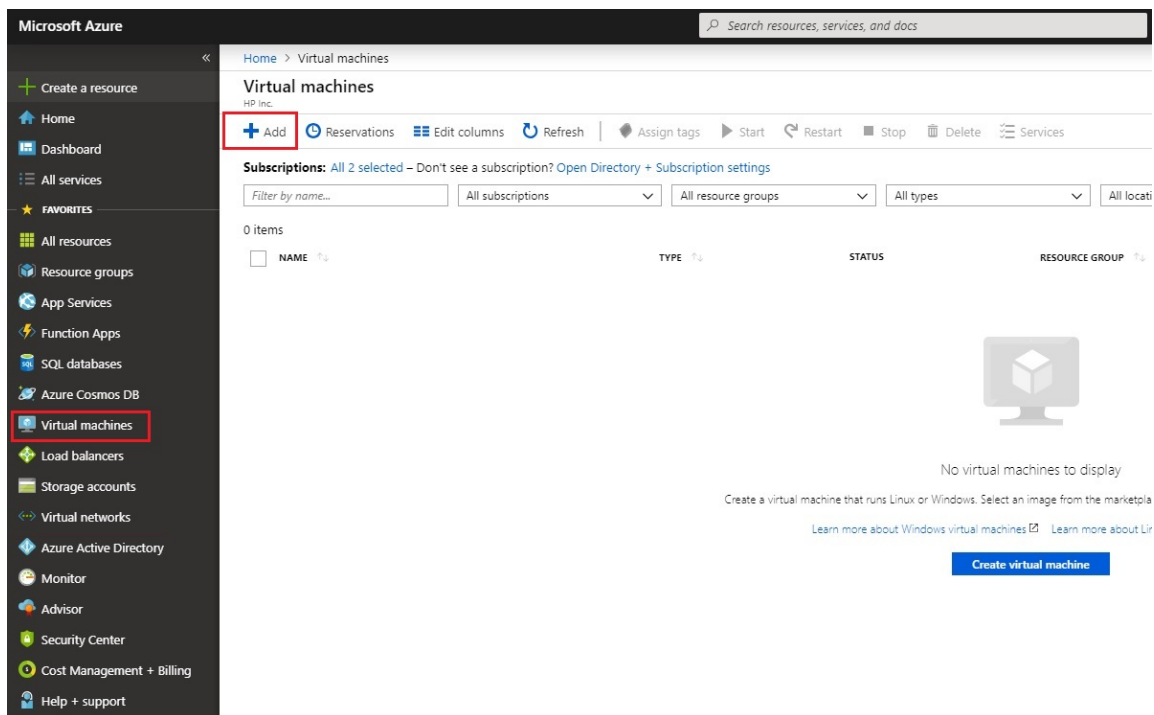 Microsoft Azure
Search resources, services, and docs
«
Create a resource
Home
Dashboard
All services
FAVORITES
All resources
Resource groups
App Services
Function Apps
SQL databases
Azure Cosmos DB
Virtual machines
Load balancers
Storage accounts
Virtual networks
Azure Active Directory
Monitor
Advisor
Security Center
Cost Management + Billing
Help + support
Home > Virtual machines
Virtual machines
HP Inc.
Add Reservations Edit columns Refresh Assign tags Start Restart Stop Delete Services
Subscriptions: All 2 selected – Don't see a subscription? Open Directory + Subscription settings
Filter by name... All subscriptions All resource groups All types All locati
0 items
NAME TYPE STATUS RESOURCE GROUP
No virtual machines to display
Create a virtual machine that runs Linux or Windows. Select an image from the marketpla
Learn more about Windows virtual machines Learn more about Lir
Create virtual machine